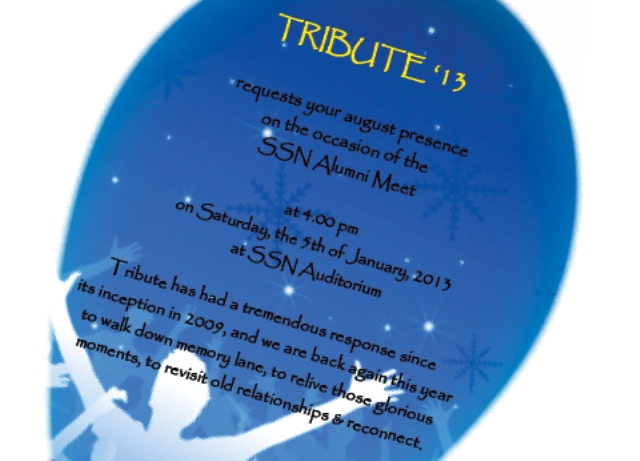 TRIBUTE '13
requests your august presence
on the occasion of the
SSN Alumni Meet
at 4.00 pm
on Saturday, the 5th of January, 2013
at SSN Auditorium
Tribute has had a tremendous response since
its inception in 2009, and we are back again this year
to walk down memory lane, to relive those glorious
moments, to revisit old relationships & reconnect.